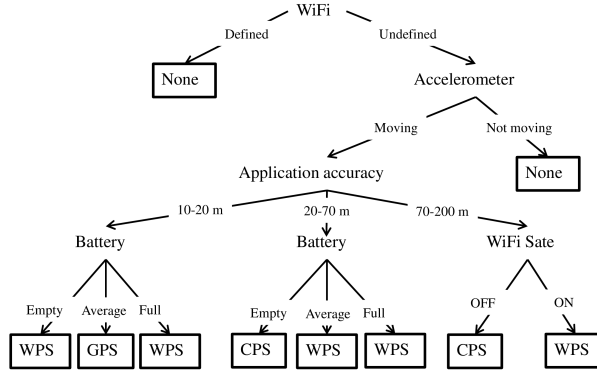 WiFi
Defined
Undefined
None
Accelerometer
Moving
Not moving
Application accuracy
None
10-20 m
20-70 m
70-200 m
Battery
Battery
WiFi Sate
Empty
Average
Full
Empty
Average
Full
OFF
ON
WPS
GPS
WPS
CPS
WPS
WPS
CPS
WPS